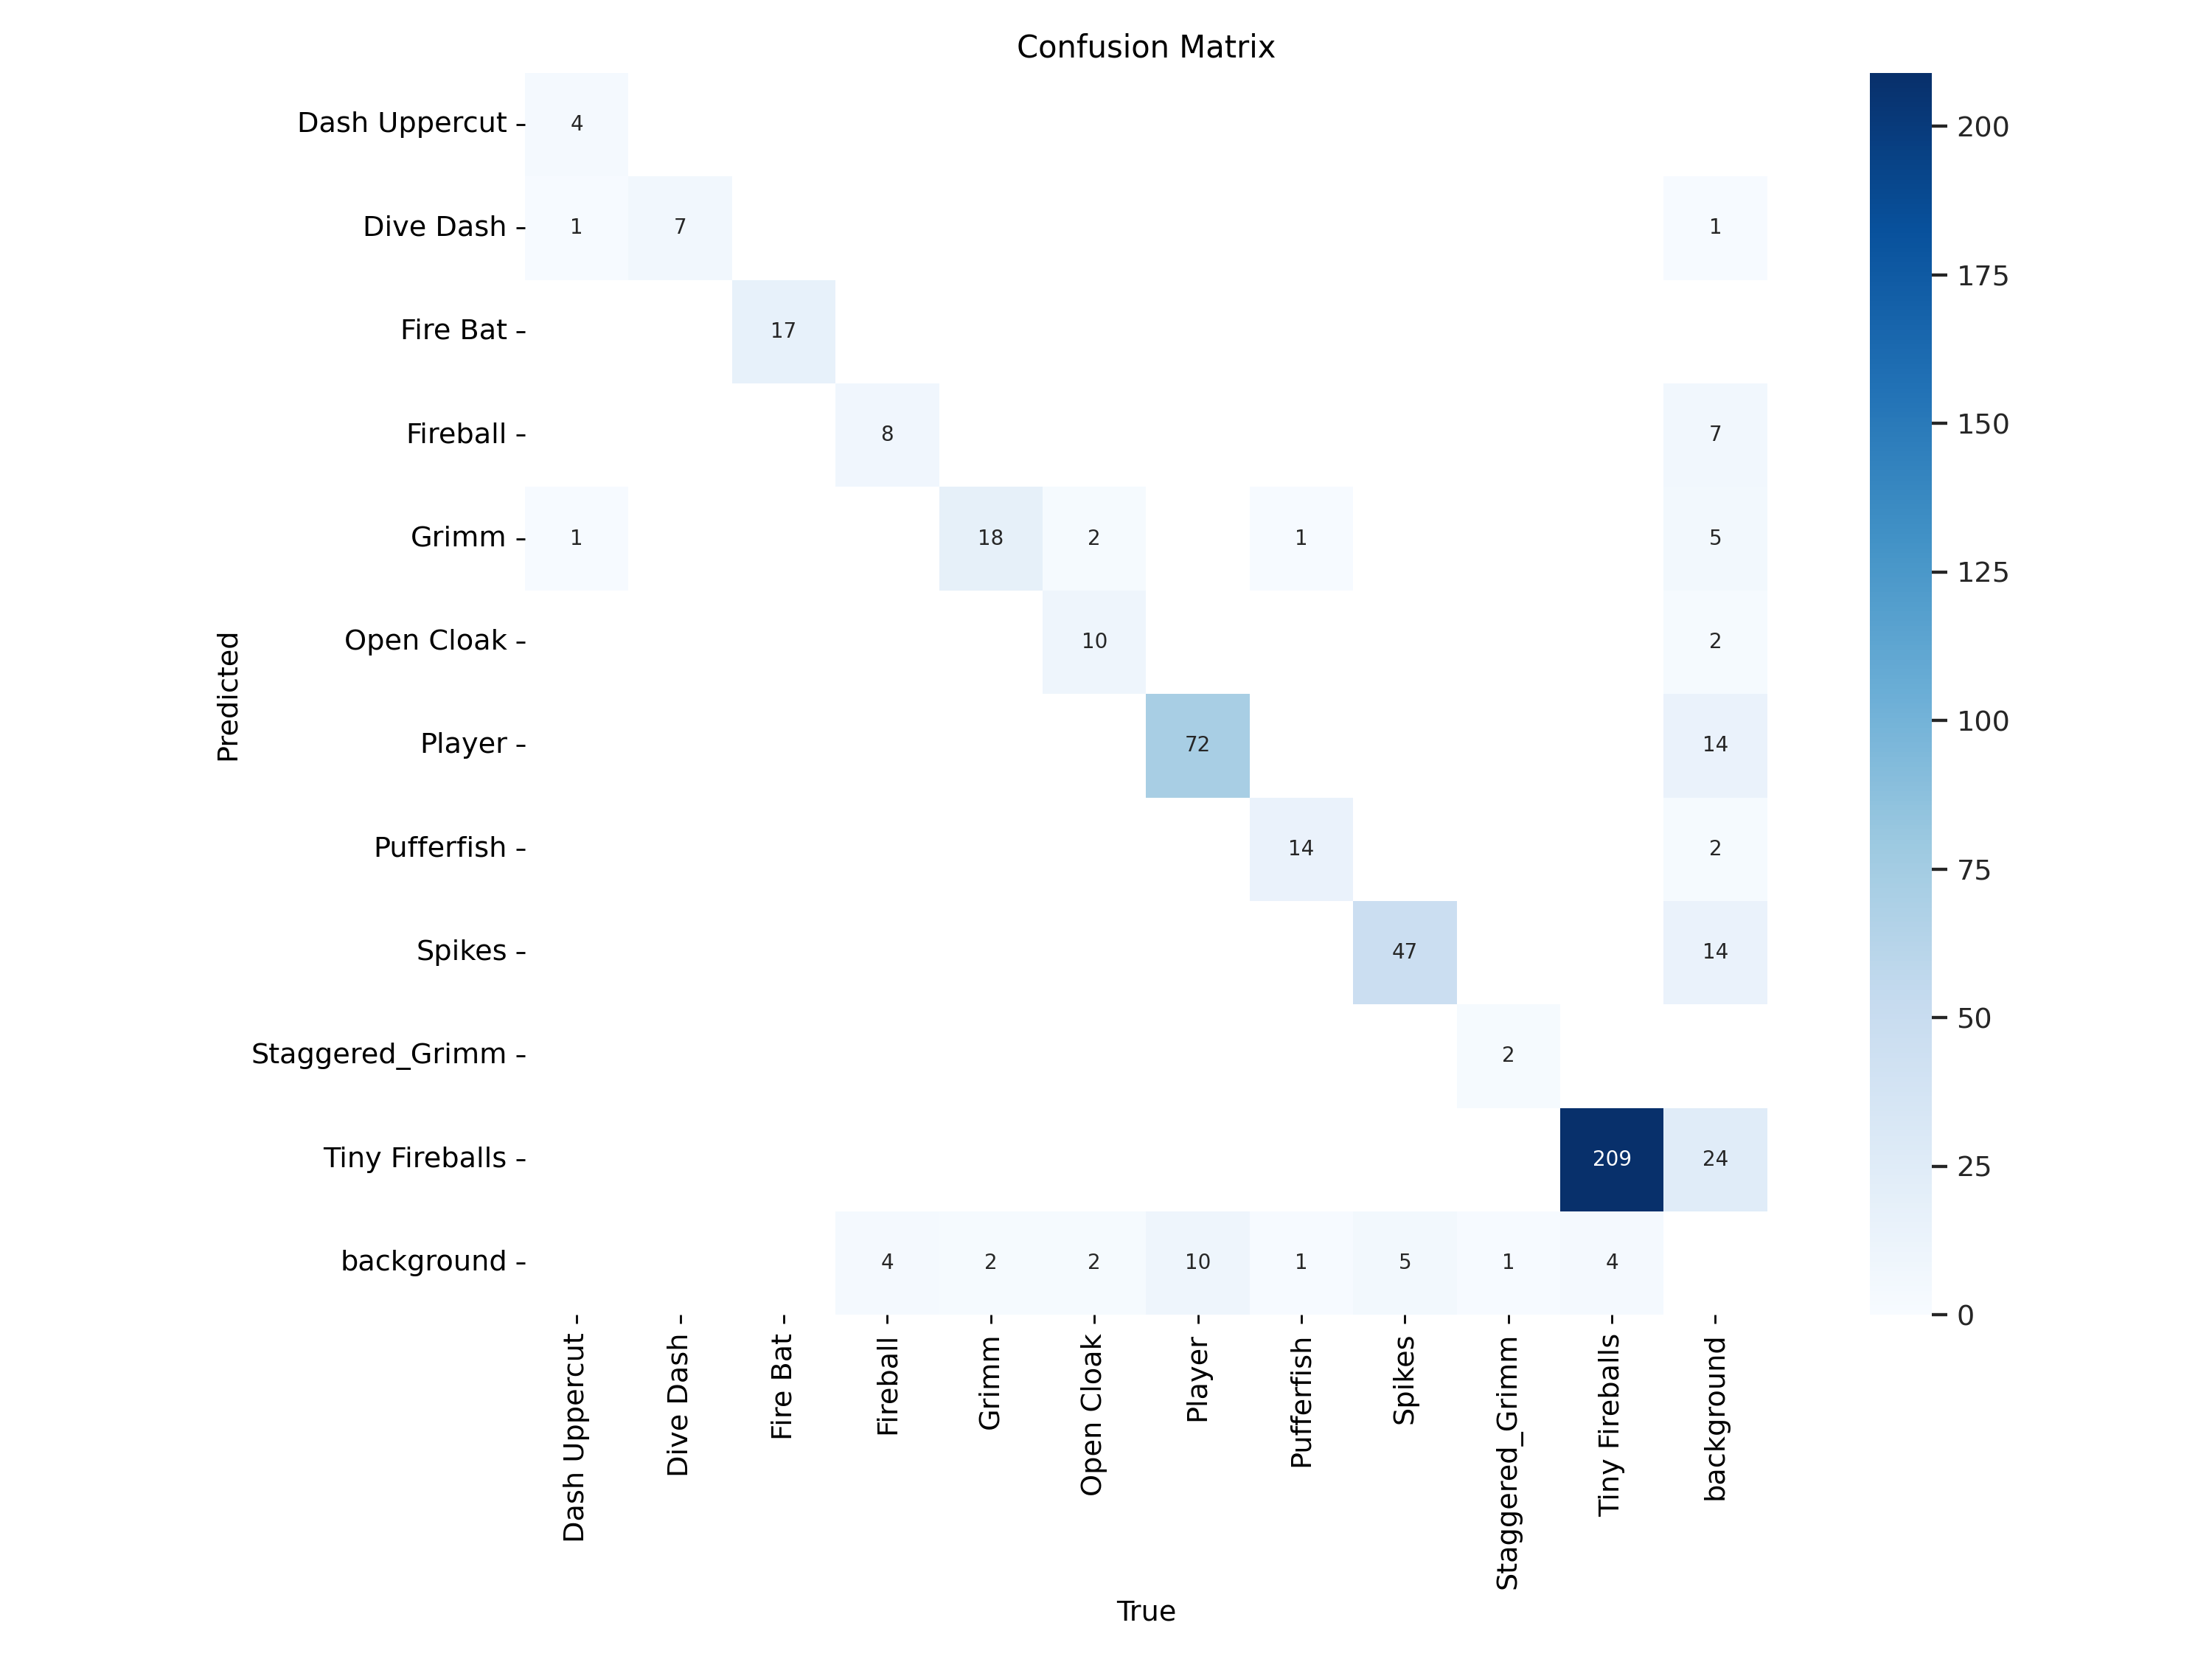 Confusion Matrix
Dash Uppercut 4
Dive Dash 1 7 1
Fire Bat 17
Fireball 8 7
Grimm 1 18 2 1 5
Open Cloak 10 2
Player 72 14
Pufferfish 14 2
Spikes 47 14
Staggered_Grimm 2
Tiny Fireballs 209 24
background 4 2 2 10 1 5 1 4
Predicted
Dash Uppercut
Dive Dash
Fire Bat
Fireball
Grimm
Open Cloak
Player
Pufferfish
Spikes
Staggered_Grimm
Tiny Fireballs
background
True
200
175
150
125
100
75
50
25
0